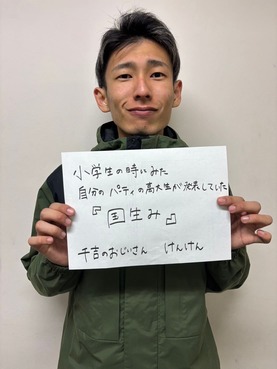 小学生の時にみた
自分の パーティの高大生が発表してした
『国生み』
千吉のおじいさん けんけん